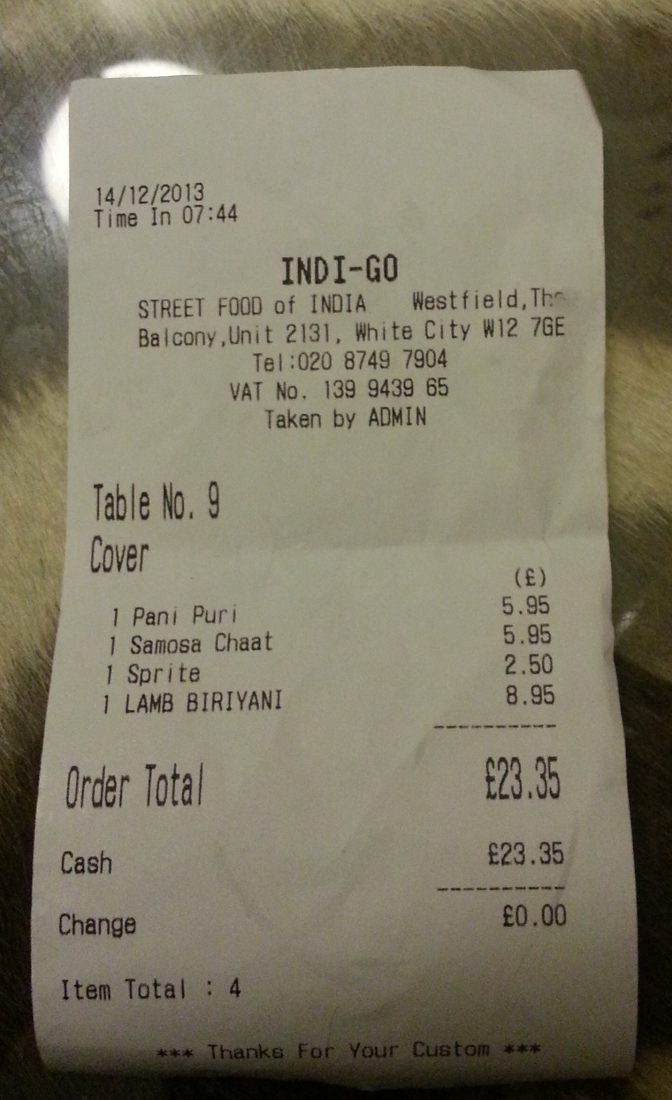 14/12/2013
Time In 07:44
INDI-GO
STREET FOOD of INDIA Westfield,The
Balcony,Unit 2131, White City W12 7GE
Tel:020 8749 7904
VAT No. 139 9439 65
Taken by ADMIN
Table No. 9
Cover
(£)
1 Pani Puri 5.95
1 Samosa Chaat 5.95
1 Sprite 2.50
1 LAMB BIRIYANI 8.95
Order Total £23.35
Cash £23.35
Change £0.00
Item Total : 4
*** Thanks For Your Custom ***